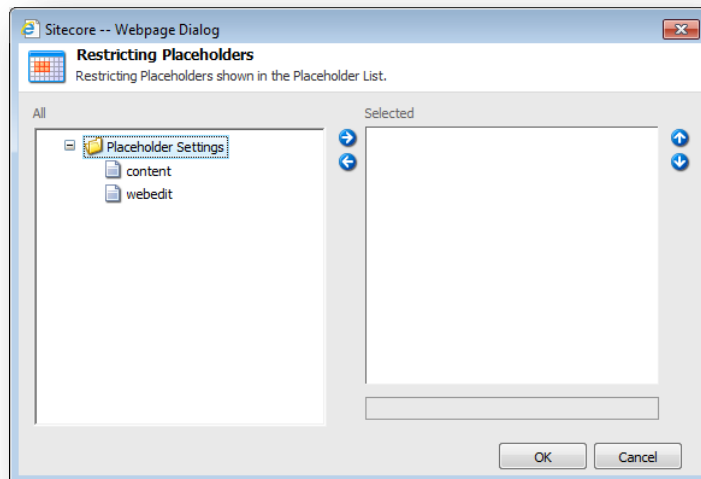 Sitecore -- Webpage Dialog
Restricting Placeholders
Restricting Placeholders shown in the Placeholder List.
All
Selected
Placeholder Settings
content
webedit
OK
Cancel